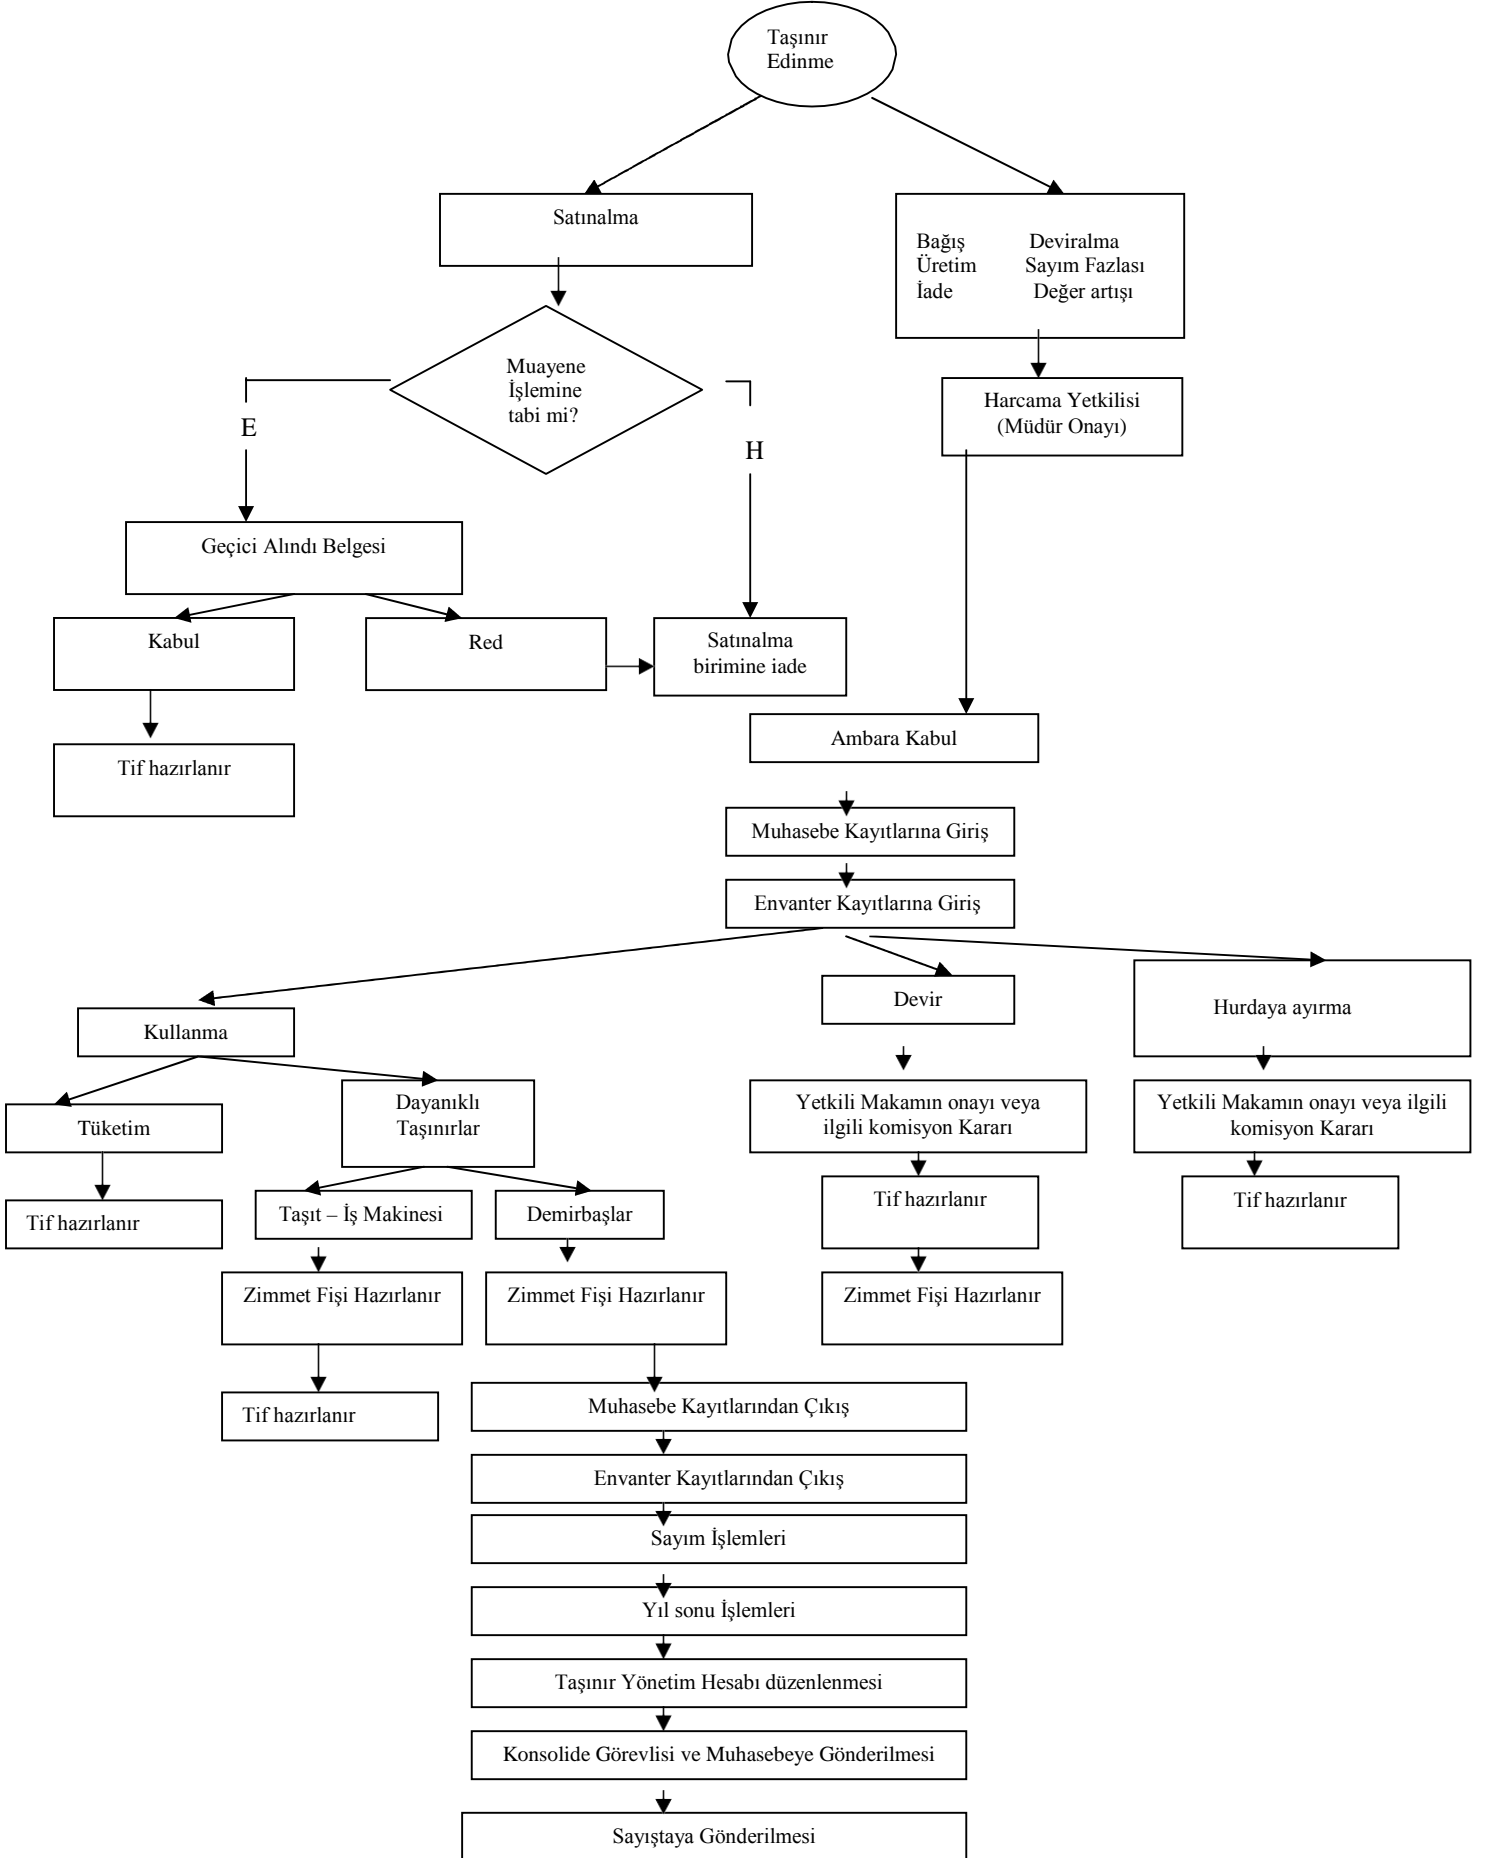 Taşınır
Edinme
Satınalma
Bağış Deviralma
Üretim Sayım Fazlası
İade Değer artışı
Muayene
İşlemine
tabi mi?
Harcama Yetkilisi
(Müdür Onayı)
E
H
Geçici Alındı Belgesi
Kabul
Red
Satınalma
birimine iade
Ambara Kabul
Tif hazırlanır
Muhasebe Kayıtlarına Giriş
Envanter Kayıtlarına Giriş
Devir
Hurdaya ayırma
Kullanma
Tüketim
Dayanıklı
Taşınırlar
Yetkili Makamın onayı veya
ilgili komisyon Kararı
Yetkili Makamın onayı veya ilgili
komisyon Kararı
Tif hazırlanır
Taşıt – İş Makinesi
Demirbaşlar
Tif hazırlanır
Tif hazırlanır
Zimmet Fişi Hazırlanır
Zimmet Fişi Hazırlanır
Zimmet Fişi Hazırlanır
Tif hazırlanır
Muhasebe Kayıtlarından Çıkış
Envanter Kayıtlarından Çıkış
Sayım İşlemleri
Yıl sonu İşlemleri
Taşınır Yönetim Hesabı düzenlenmesi
Konsolide Görevlisi ve Muhasebeye Gönderilmesi
Sayıştaya Gönderilmesi